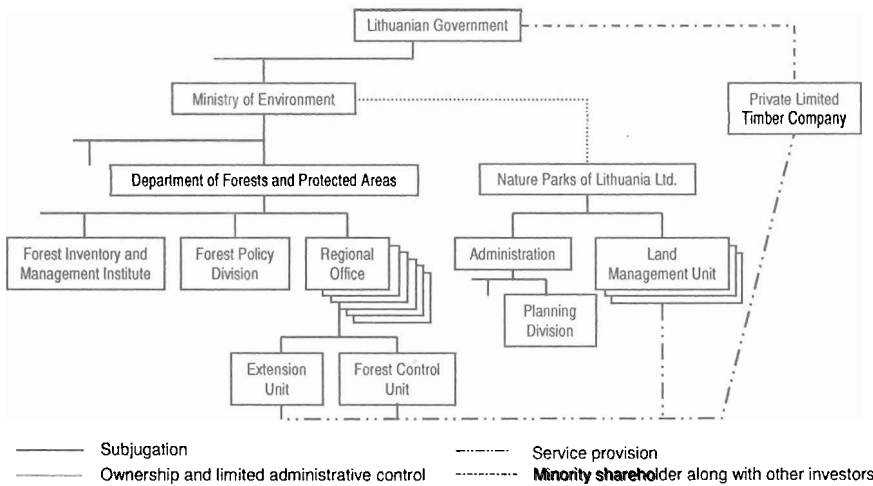 Lithuanian Government
Ministry of Environment
Private Limited
Timber Company
Department of Forests and Protected Areas
Nature Parks of Lithuania Ltd.
Forest Inventory and
Management Institute
Forest Policy
Division
Regional
Office
Administration
Land
Management Unit
Planning
Division
Extension
Unit
Forest Control
Unit
Subjugation
Ownership and limited administrative control
Service provision
Minority shareholder along with other investors